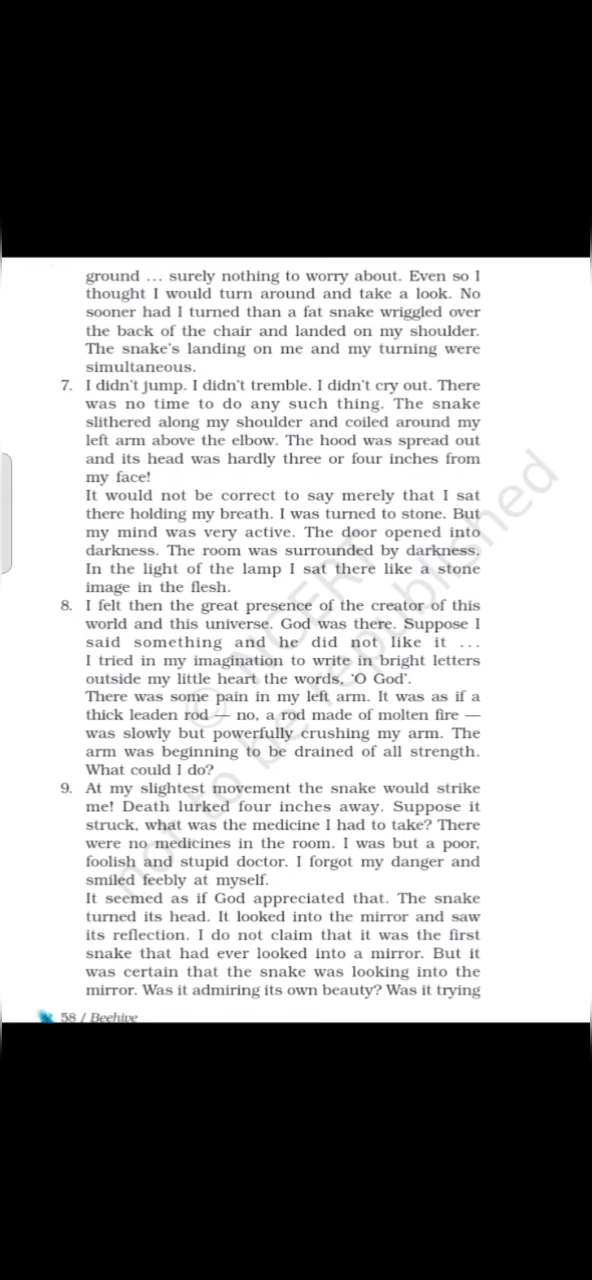 ground ... surely nothing to worry about. Even so I
thought I would turn around and take a look. No
sooner had I turned than a fat snake wriggled over
the back of the chair and landed on my shoulder.
The snake's landing on me and my turning were
simultaneous.
7. I didn't jump. I didn't tremble. I didn't cry out. There
was no time to do any such thing. The snake
slithered along my shoulder and coiled around my
left arm above the elbow. The hood was spread out
and its head was hardly three or four inches from
my face!
It would not be correct to say merely that I sat
there holding my breath. I was turned to stone. But
my mind was very active. The door opened into
darkness. The room was surrounded by darkness.
In the light of the lamp I sat there like a stone
image in the flesh.
8. I felt then the great presence of the creator of this
world and this universe. God was there. Suppose I
said something and he did not like it ...
I tried in my imagination to write in bright letters
outside my little heart the words, 'O God'.
There was some pain in my left arm. It was as if a
thick leaden rod — no, a rod made of molten fire —
was slowly but powerfully crushing my arm. The
arm was beginning to be drained of all strength.
What could I do?
9. At my slightest movement the snake would strike
me! Death lurked four inches away. Suppose it
struck, what was the medicine I had to take? There
were no medicines in the room. I was but a poor,
foolish and stupid doctor. I forgot my danger and
smiled feebly at myself.
It seemed as if God appreciated that. The snake
turned its head. It looked into the mirror and saw
its reflection. I do not claim that it was the first
snake that had ever looked into a mirror. But it
was certain that the snake was looking into the
mirror. Was it admiring its own beauty? Was it trying
58 / Beehive
© NCERT
not to be republished